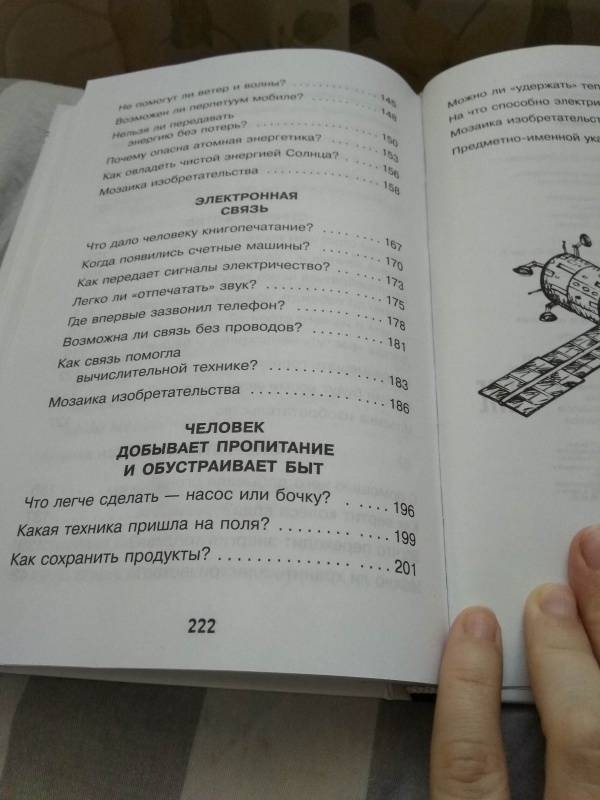 Не помогут ли ветер и волны? . . . . . . . . . . . . 145
Возможен ли перпетуум мобиле? . . . . . . . . . 148
Нельзя ли передавать
энергию без потерь? . . . . . . . . . . . . . . . . 150
Почему опасна атомная энергетика? . . . . . . . 153
Как овладеть чистой энергией Солнца? . . . . . 156
Мозаика изобретательства . . . . . . . . . . . . . . 158
ЭЛЕКТРОННАЯ
СВЯЗЬ
Что дало человеку книгопечатание? . . . . . . . 167
Когда появились счетные машины? . . . . . . . . 170
Как передает сигналы электричество? . . . . . . 173
Легко ли «отпечатать» звук? . . . . . . . . . . . . . 175
Где впервые зазвонил телефон? . . . . . . . . . . 178
Возможна ли связь без проводов? . . . . . . . . . 181
Как связь помогла
вычислительной технике? . . . . . . . . . . . . . 183
Мозаика изобретательства . . . . . . . . . . . . . . 186
ЧЕЛОВЕК
ДОБЫВАЕТ ПРОПИТАНИЕ
И ОБУСТРАИВАЕТ БЫТ
Что легче сделать — насос или бочку? . . . . . . 196
Какая техника пришла на поля? . . . . . . . . . . 199
Как сохранить продукты? . . . . . . . . . . . . . . . 201
222
Можно ли «удержать» теп
На что способно электри
Мозаика изобретательст
Предметно-именной ука